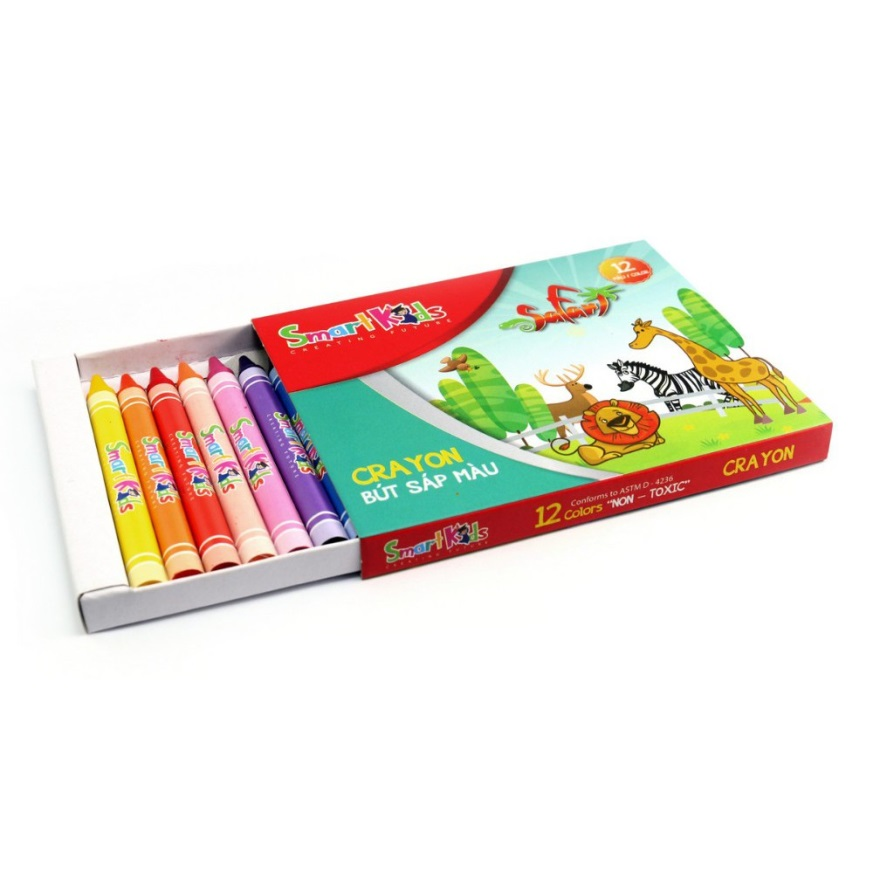 SmartKids
CREATING FUTURE
12
Safari
CRAYON
BÚT SÁP MÀU
SmartKids
CREATING FUTURE
12 Colors
Conforms to ASTM D - 4236
"NON - TOXIC"
CRAYON
SmartKids
SmartKids
SmartKids
SmartKids
SmartKids